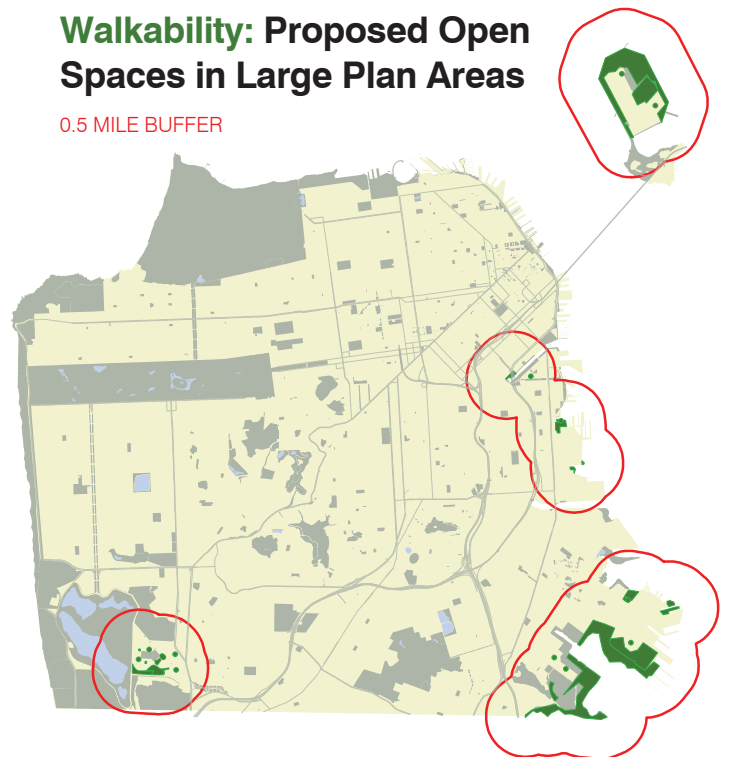 Walkability: Proposed Open
Spaces in Large Plan Areas
0.5 MILE BUFFER